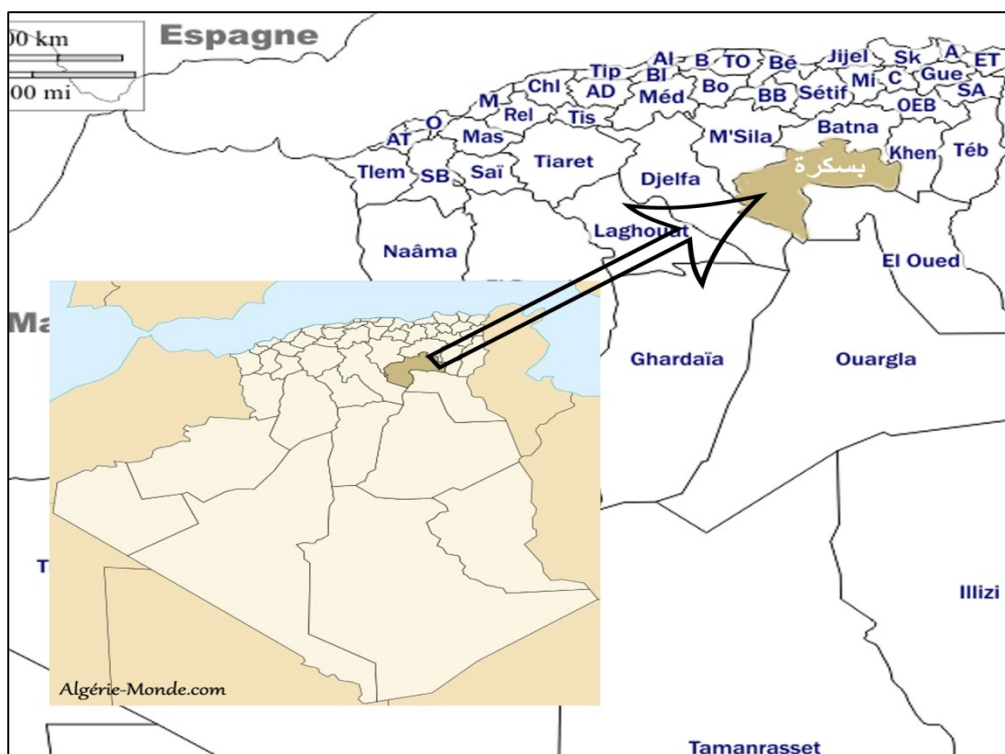 00 km
00 mi
Espagne
Al
B
TO
Bé
Jijel
Sk
A
ET
Tip
Bl
Mi
C
Gue
SA
Chl
AD
Méd
Bo
BB
Sétif
OEB
M
Rel
Tis
O
AT
Mas
M'Sila
Batna
Khen
Téb
Tlem
SB
Saï
Tiaret
Djelfa
بسكرة
Naâma
Laghouat
El Oued
Ma
Ghardaïa
Ouargla
T
Illizi
Algérie-Monde.com
Tamanrasset